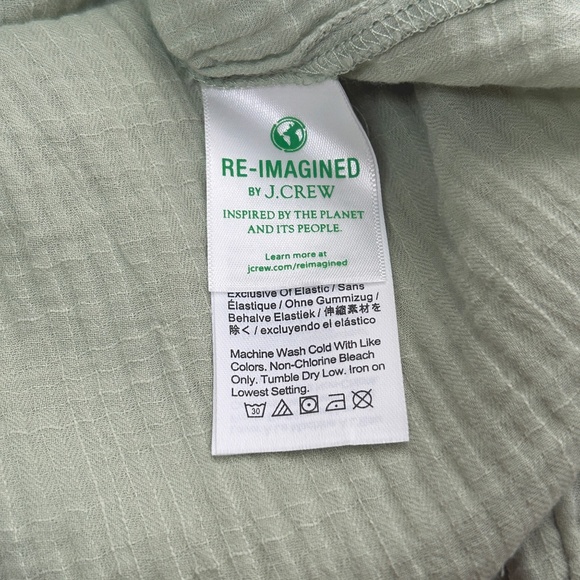 RE-IMAGINED
BY J.CREW
INSPIRED BY THE PLANET
AND ITS PEOPLE.
Learn more at
jcrew.com/reimagined
Exclusive Of Elastic / Sans
Élastique / Ohne Gummizug /
Behalve Elastiek / 伸縮素材を
除く / excluyendo el elástico
Machine Wash Cold With Like
Colors. Non-Chlorine Bleach
Only. Tumble Dry Low. Iron on
Lowest Setting.
30